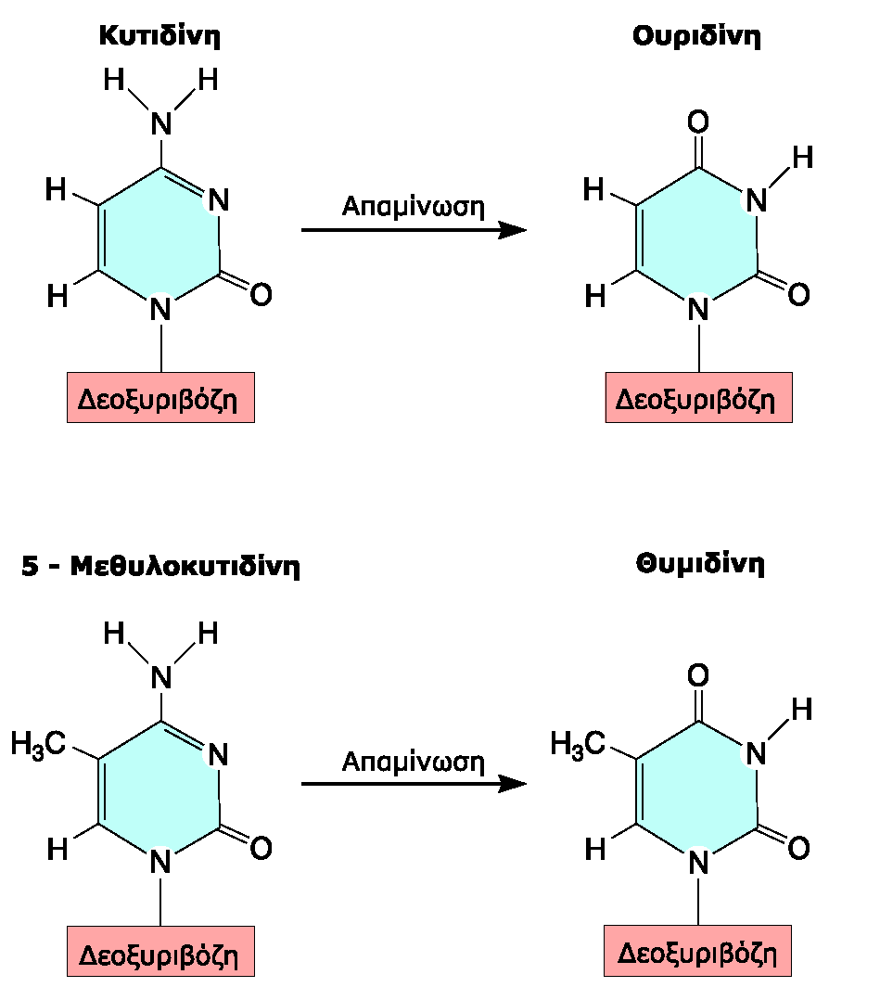 Κυτιδίνη
Ουριδίνη
H H
N
O
H
H
N
Απαμίνωση
H
N
H
N
O
H
N
O
Δεοξυριβόζη
Δεοξυριβόζη
5 - Μεθυλοκυτιδίνη
Θυμιδίνη
H H
N
O
H
H₃C
N
Απαμίνωση
H₃C
N
H
N
O
H
N
O
Δεοξυριβόζη
Δεοξυριβόζη